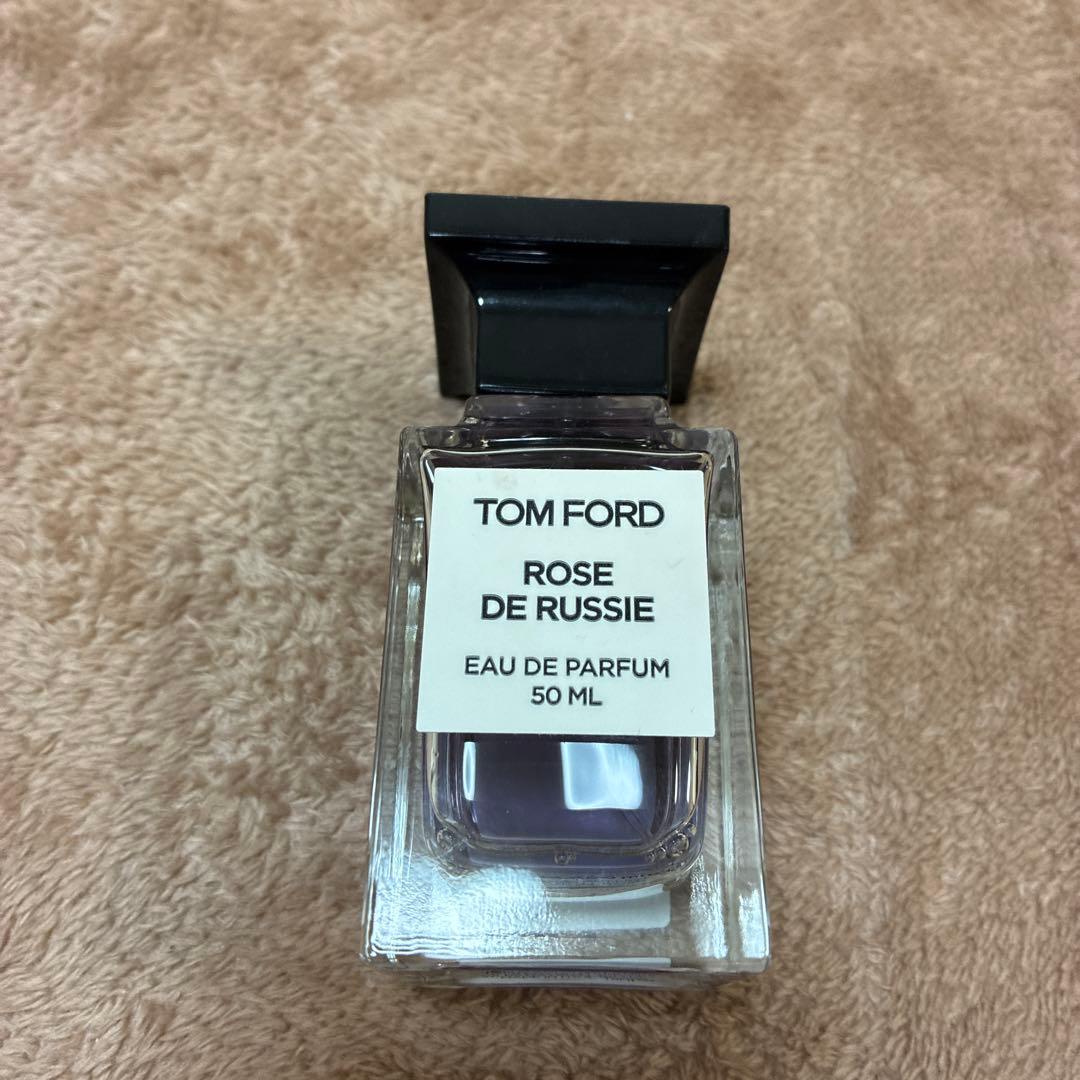 TOM FORD
ROSE
DE RUSSIE
EAU DE PARFUM
50 ML